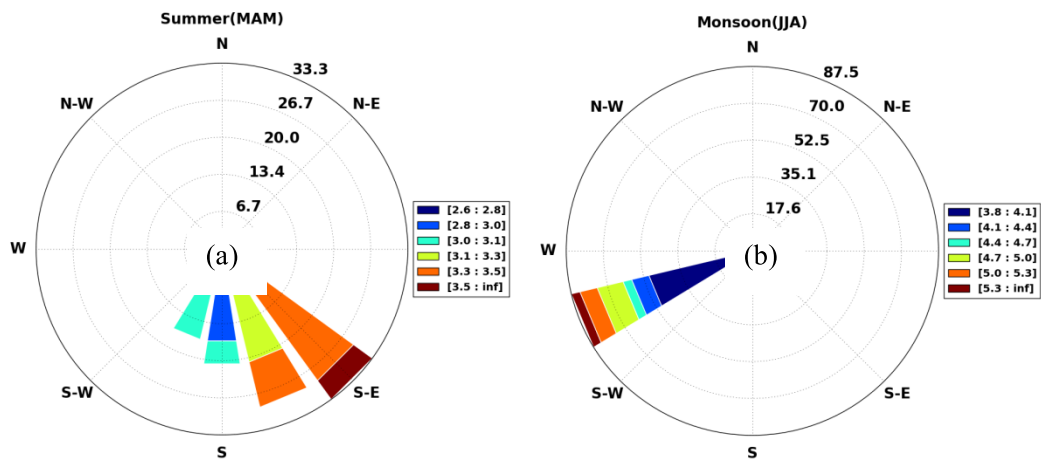 Summer(MAM)
N
33.3
N-W
26.7
N-E
20.0
13.4
6.7
W
(a)
[2.6 : 2.8]
[2.8 : 3.0]
[3.0 : 3.1]
[3.1 : 3.3]
[3.3 : 3.5]
[3.5 : inf]
S-W
S-E
S
Monsoon(JJA)
N
87.5
N-W
70.0
N-E
52.5
35.1
17.6
W
(b)
[3.8 : 4.1]
[4.1 : 4.4]
[4.4 : 4.7]
[4.7 : 5.0]
[5.0 : 5.3]
[5.3 : inf]
S-W
S-E
S